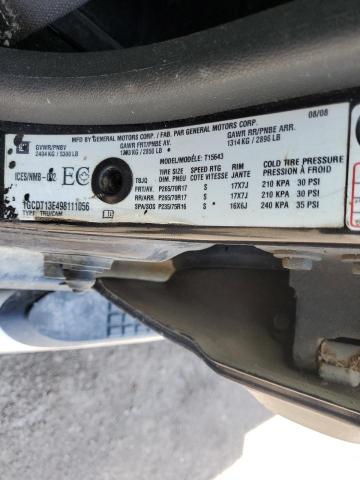 MFD BY GENERAL MOTORS CORP. / FAB. PAR GENERAL MOTORS CORP.
08/08
GVWR/PNBV
GAWR FRT/PNBE AV.
GAWR RR/PNBE ARR.
2404 KG / 5300 LB
1293 KG / 2850 LB
1314 KG / 2895 LB
ICES/NMB-002 EC
MODEL/MODÈLE: T15643
TIRE SIZE SPEED RTG RIM COLD TIRE PRESSURE
T8JQ DIM. PNEU COTE VITESSE JANTE PRESSION À FROID
FRT/AV. P265/70R17 S 17X7J 210 KPA 30 PSI
RR/ARR. P265/70R17 S 17X7J 210 KPA 30 PSI
SPA/SOS P235/75R16 S 16X6J 240 KPA 35 PSI
1GCDT13E498111056
TYPE: TRU/CAM